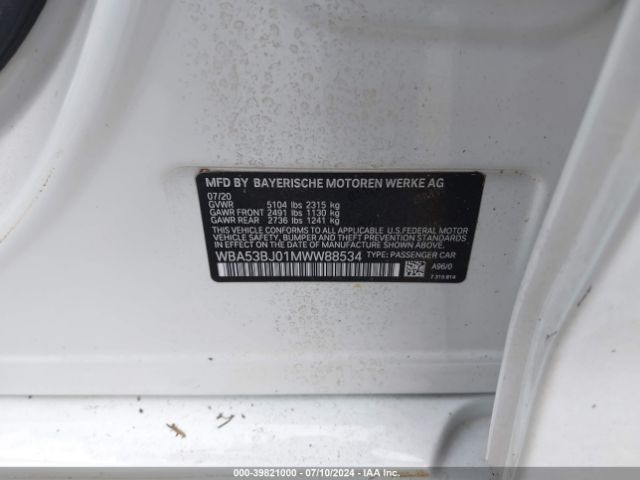 MFD BY BAYERISCHE MOTOREN WERKE AG
07/20
GVWR 5104 lbs 2315 kg
GAWR FRONT 2491 lbs 1130 kg
GAWR REAR 2736 lbs 1241 kg
THIS VEHICLE CONFORMS TO ALL APPLICABLE
U.S. FEDERAL MOTOR
VEHICLE SAFETY, BUMPER AND THEFT PREVENTION STANDARDS IN
EFFECT ON THE DATE OF MANUFACTURE SHOWN ABOVE.
WBA53BJ01MWW88534 TYPE: PASSENGER CAR
A96/0
7 319 814
000-39821000 - 07/10/2024 - IAA Inc.